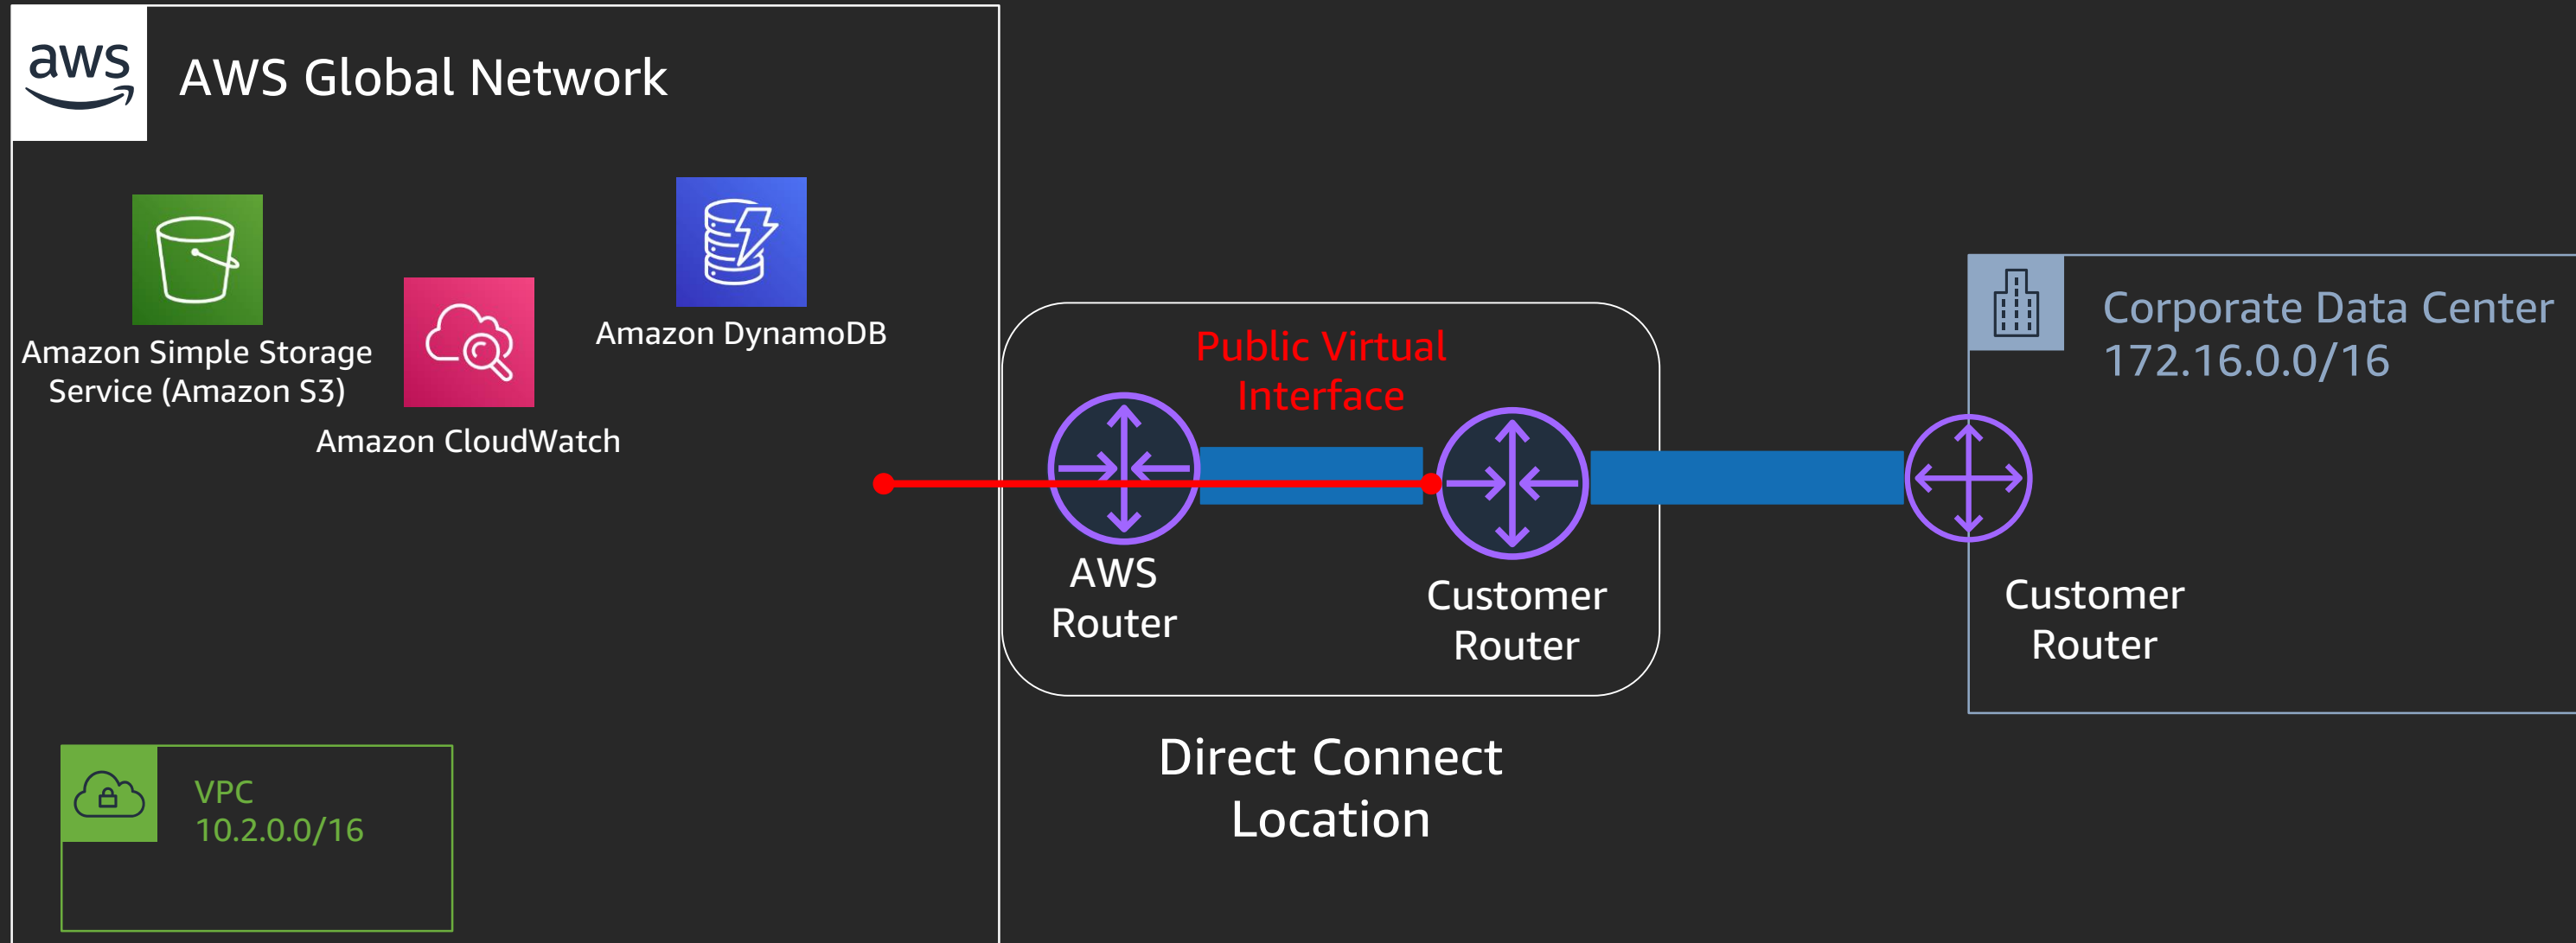 aws
AWS Global Network
Amazon Simple Storage
Service (Amazon S3)
Amazon CloudWatch
Amazon DynamoDB
VPC
10.2.0.0/16
Public Virtual
Interface
AWS
Router
Customer
Router
Direct Connect
Location
Corporate Data Center
172.16.0.0/16
Customer
Router